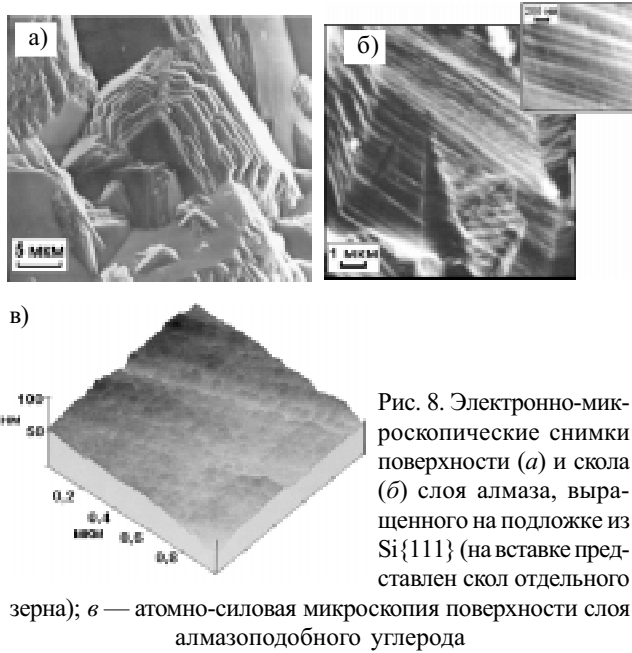 а)
б)
5 мкм
1 мкм
в)
100
нм
50
0,2
0,4
мкм
0,6
0,8
Рис. 8. Электронно-мик-
роскопические снимки
поверхности (а) и скола
(б) слоя алмаза, выра-
щенного на подложке из
Si{111} (на вставке пред-
ставлен скол отдельного
зерна); в — атомно-силовая микроскопия поверхности слоя
алмазоподобного углерода